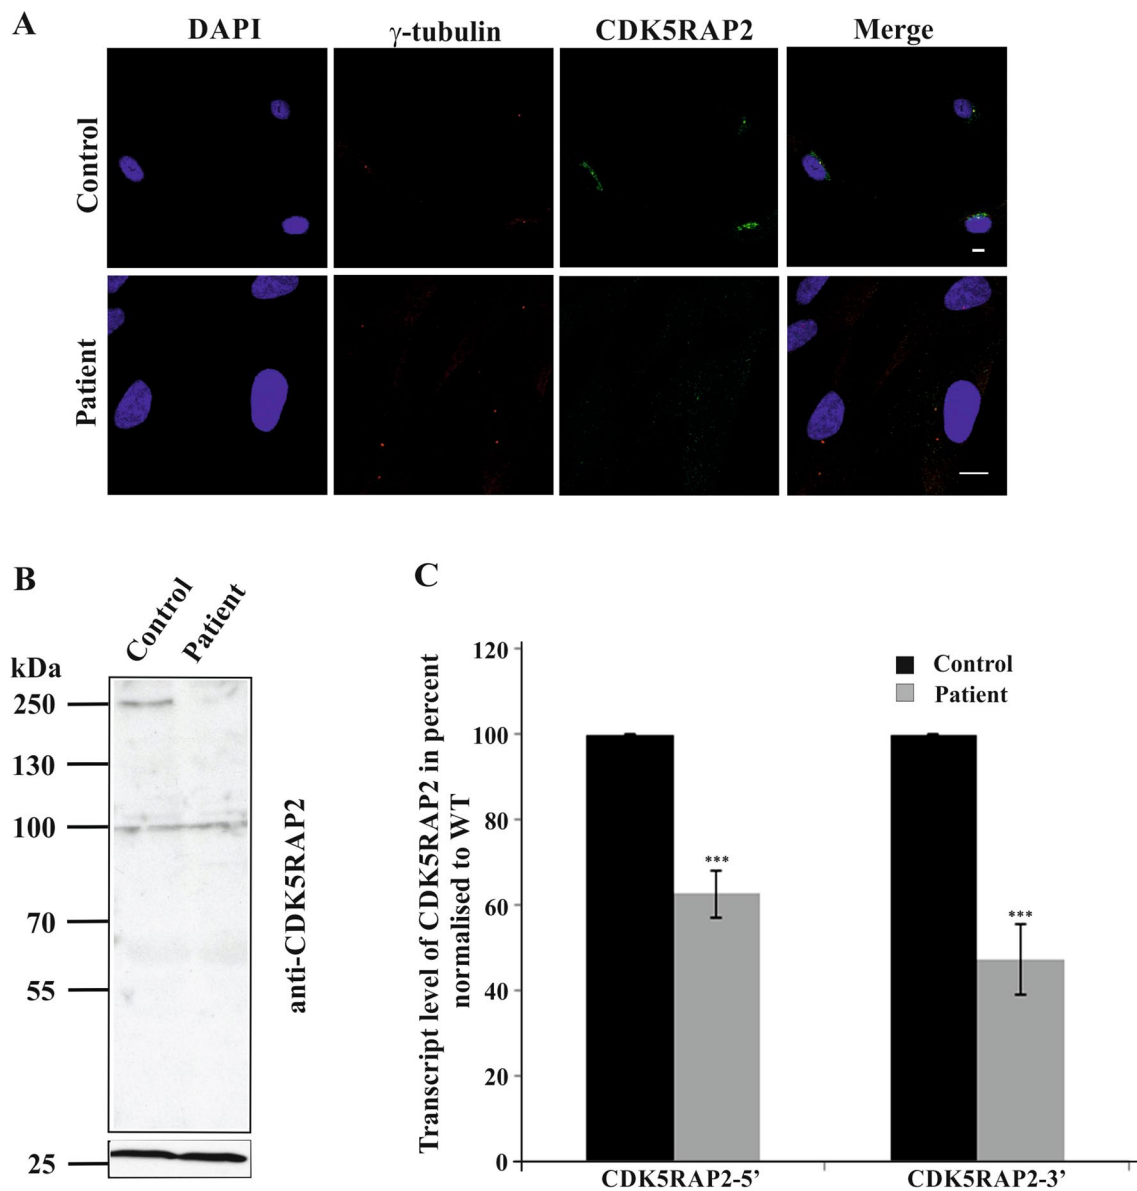 A
DAPI γ-tubulin CDK5RAP2 Merge
Control
Patient
B
Control
Patient
kDa
250
130
100
70
55
25
anti-CDK5RAP2
C
Transcript level of CDK5RAP2 in percent
normalised to WT
120
100
80
60
40
20
0
Control
Patient
***
***
CDK5RAP2-5’
CDK5RAP2-3’